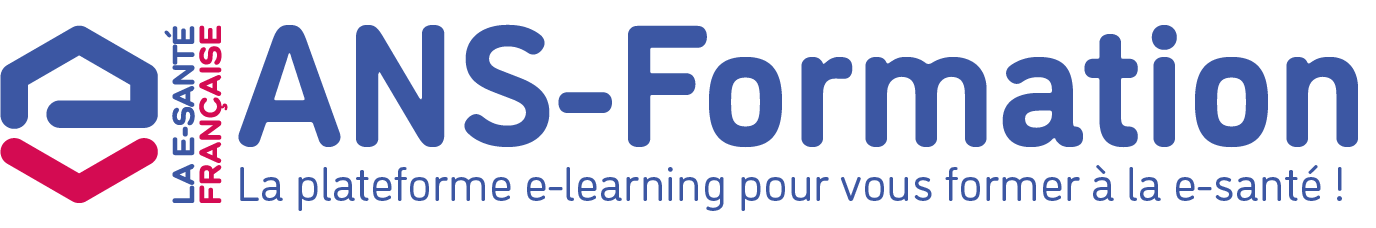 LA E-SANTÉ
FRANÇAISE
ANS-Formation
La plateforme e-learning pour vous former à la e-santé !